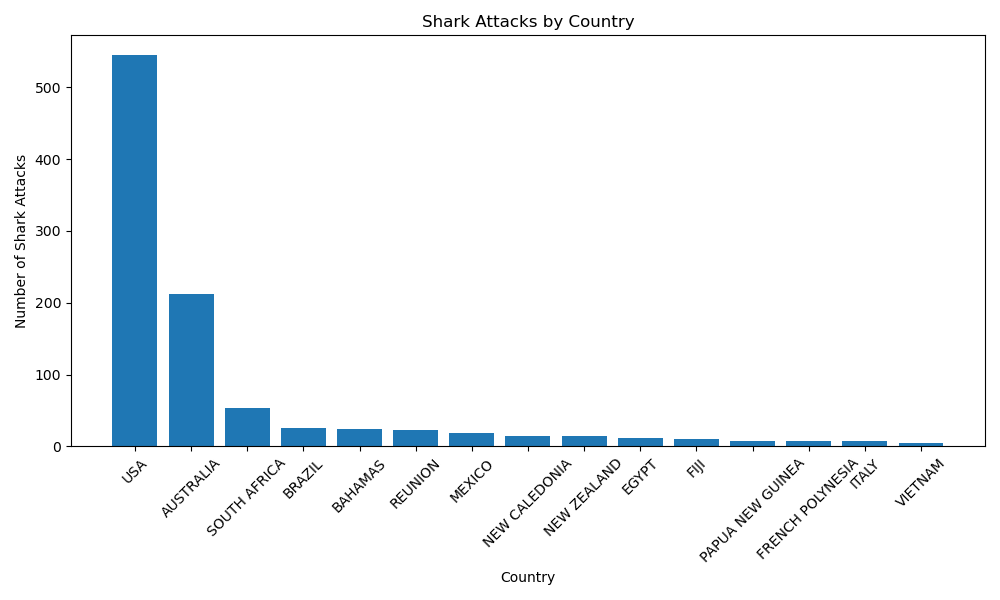 Shark Attacks by Country
Number of Shark Attacks
500
400
300
200
100
0
USA
AUSTRALIA
SOUTH AFRICA
BRAZIL
BAHAMAS
REUNION
MEXICO
NEW CALEDONIA
NEW ZEALAND
EGYPT
FIJI
PAPUA NEW GUINEA
FRENCH POLYNESIA
ITALY
VIETNAM
Country